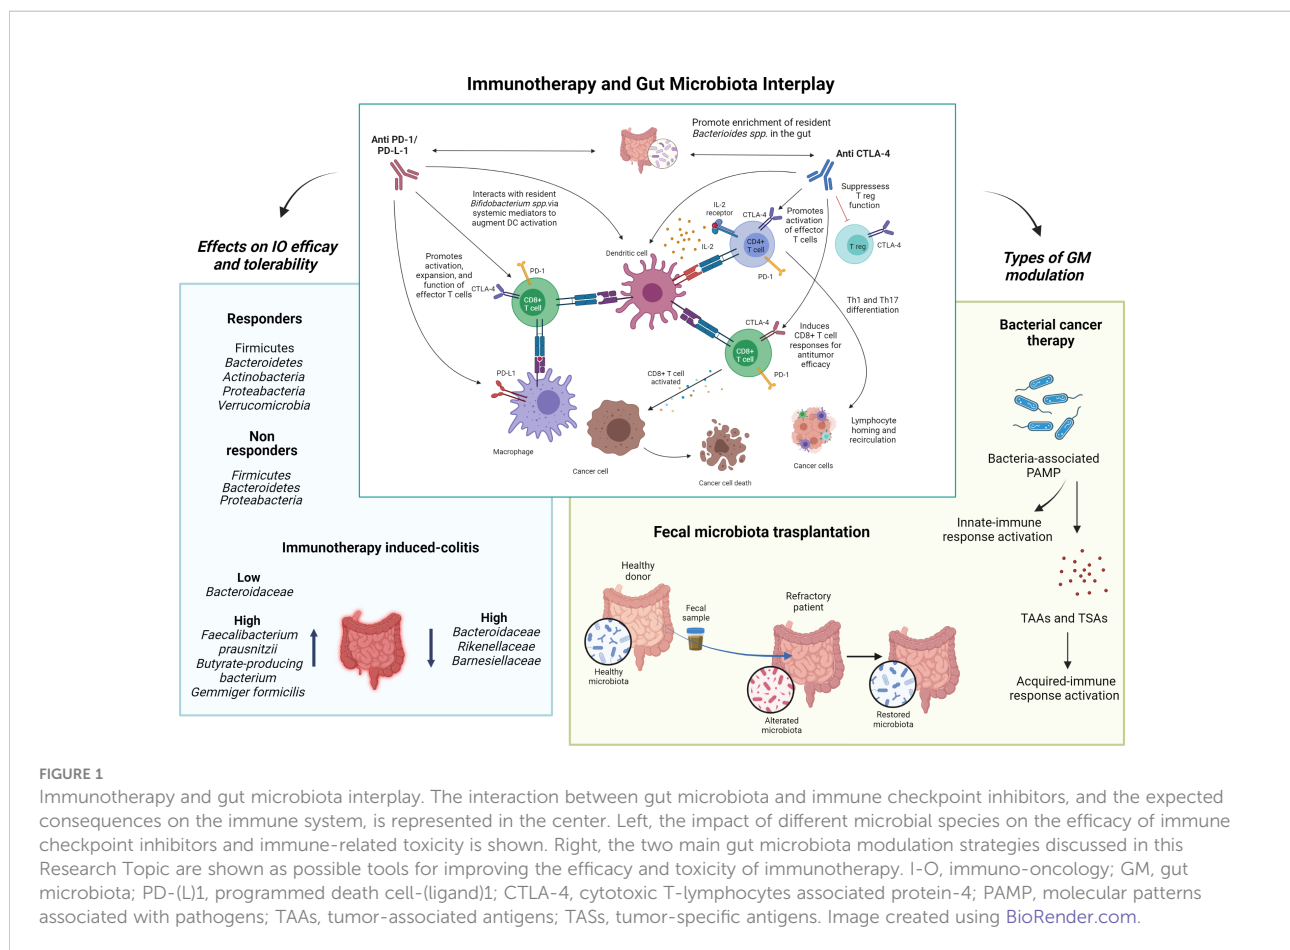 Immunotherapy and Gut Microbiota Interplay
Anti PD-1/
PD-L-1
Promote enrichment of resident
Bacterioides spp. in the gut
Anti CTLA-4
Interacts with resident
Bifidobacterium spp.via
systemic mediators to
augment DC activation
Suppressess
T reg
function
IL-2
receptor
CTLA-4
Promotes
activation
of effector
T cells
CD4+
T cell
IL-2
PD-1
T reg
CTLA-4
Dendritic cell
Promotes
activation,
expansion, and
function of
effector T cells
PD-1
CTLA-4
CD8+
T cell
Th1 and Th17
differentiation
CTLA-4
CD8+
T cell
PD-1
Induces
CD8+ T cell
responses for
antitumor
efficacy
PD-L1
CD8+ T cell
activated
Macrophage
Cancer cell
Cancer cell death
Cancer cells
Lymphocyte
homing and
recirculation
Effects on IO efficay
and tolerability
Responders
Firmicutes
Bacteroidetes
Actinobacteria
Proteabacteria
Verrucomicrobia
Non
responders
Firmicutes
Bacteroidetes
Proteabacteria
Immunotherapy induced-colitis
Low
Bacteroidaceae
High
Faecalibacterium
prausnitzii
Butyrate-producing
bacterium
Gemmiger formicilis
High
Bacteroidaceae
Rikenellaceae
Barnesiellaceae
Types of GM
modulation
Bacterial cancer
therapy
Bacteria-associated
PAMP
Innate-immune
response activation
TAAs and TSAs
Acquired-immune
response activation
Fecal microbiota trasplantation
Healthy
donor
Healthy
microbiota
Fecal
sample
Refractory
patient
Alterated
microbiota
Restored
microbiota
FIGURE 1
Immunotherapy and gut microbiota interplay. The interaction between gut microbiota and immune checkpoint inhibitors, and the expected
consequences on the immune system, is represented in the center. Left, the impact of different microbial species on the efficacy of immune
checkpoint inhibitors and immune-related toxicity is shown. Right, the two main gut microbiota modulation strategies discussed in this
Research Topic are shown as possible tools for improving the efficacy and toxicity of immunotherapy. I-O, immuno-oncology; GM, gut
microbiota; PD-(L)1, programmed death cell-(ligand)1; CTLA-4, cytotoxic T-lymphocytes associated protein-4; PAMP, molecular patterns
associated with pathogens; TAAs, tumor-associated antigens; TASs, tumor-specific antigens. Image created using BioRender.com.